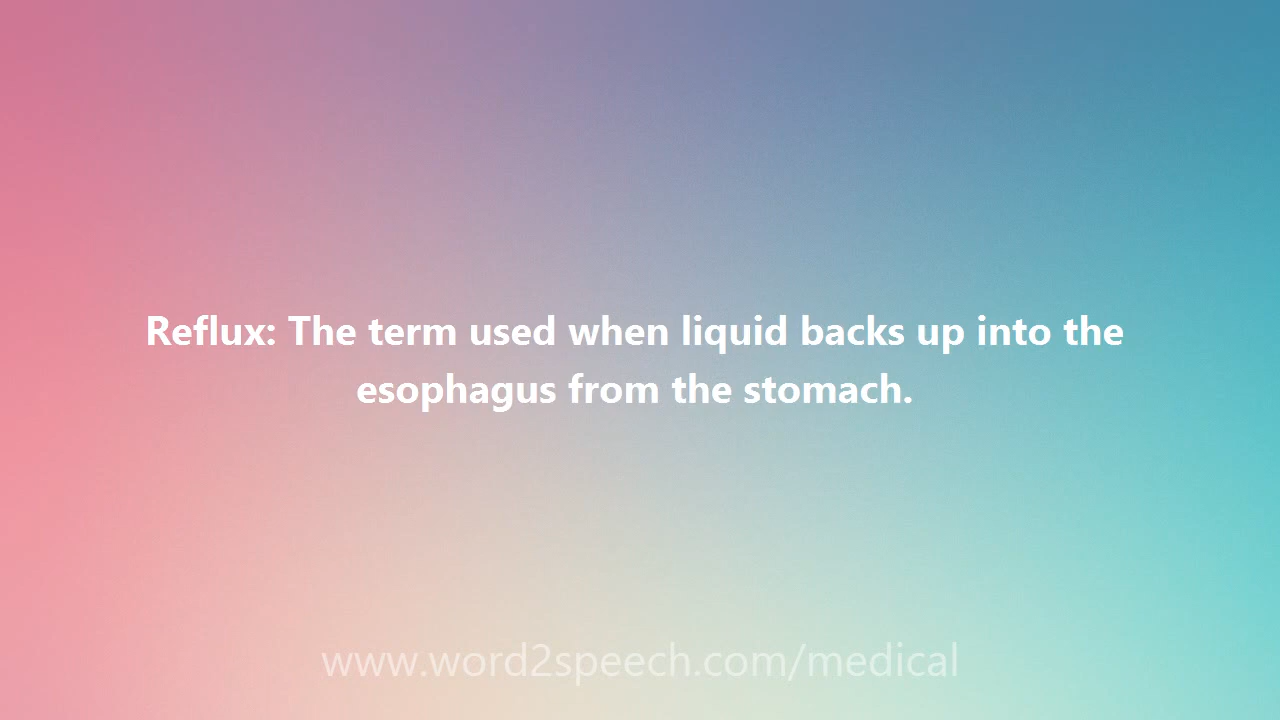 Reflux: The term used when liquid backs up into the
esophagus from the stomach.
www.word2speech.com/medical